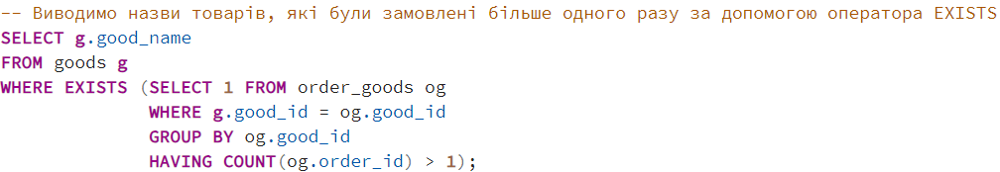 -- Виводимо назви товарів, які були замовлені більше одного разу за допомогою оператора EXISTS
SELECT g.good_name
FROM goods g
WHERE EXISTS (SELECT 1 FROM order_goods og
WHERE g.good_id = og.good_id
GROUP BY og.good_id
HAVING COUNT(og.order_id) > 1);